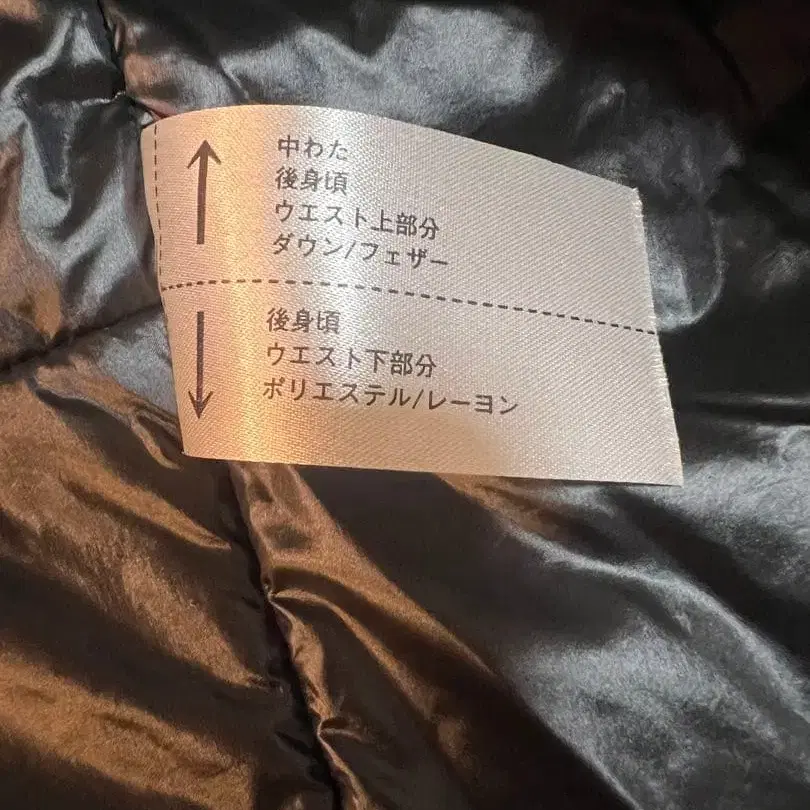 中わた
後身頃
ウエスト上部分
ダウン/フェザー
後身頃
ウエスト下部分
ポリエステル/レーヨン